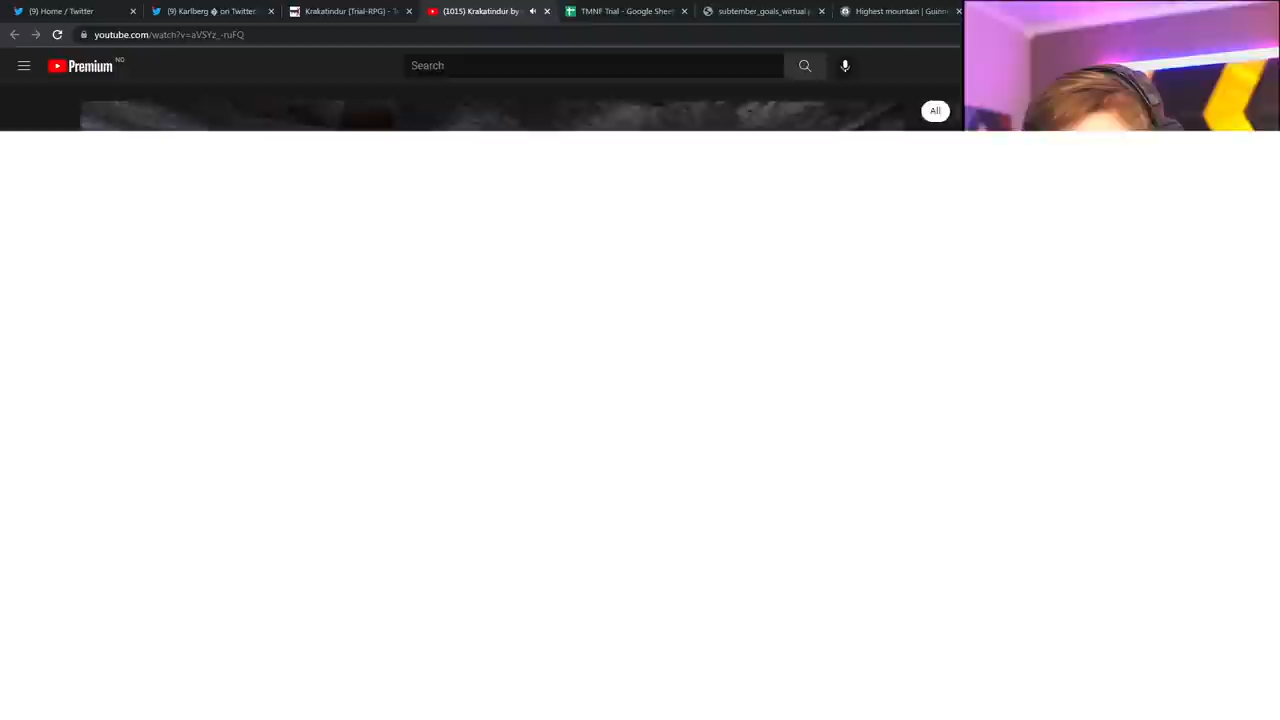 (9) Home / Twitter
(9) Karlberg � on Twitter
Krakatindur [Trial-RPG] - T
(1015) Krakatindur by
TMNF Trial - Google Sheet
subtember_goals_wirtual
Highest mountain | Guinn
youtube.com/watch?v=aVSYz_-ruFQ
Premium NO
Search
All